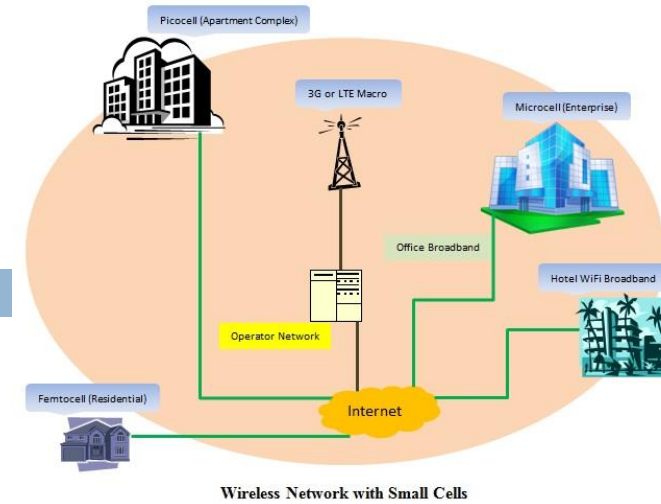 Picocell (Apartment Complex)
3G or LTE Macro
Microcell (Enterprise)
Office Broadband
Hotel WiFi Broadband
Operator Network
Femtocell (Residential)
Internet
Wireless Network with Small Cells